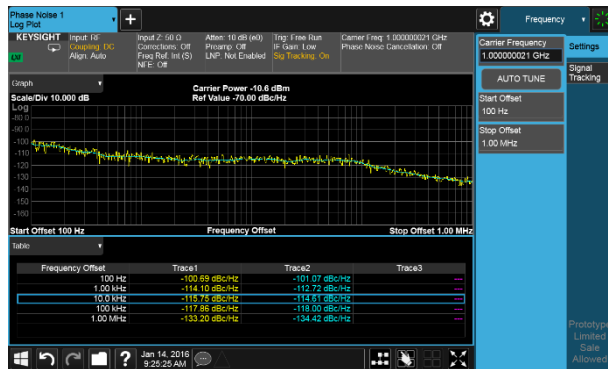 Phase Noise 1
Log Plot
+
Frequency
KEYSIGHT Input: RF Input Z: 50 Ω Atten: 10 dB (e0) Trig: Free Run Carrier Freq: 1.000000021 GHz
Coupling: DC Corrections: Off Preamp: Off IF Gain: Low Phase Noise Cancellation: Off
Align: Auto Freq Ref: Int (S) LNP: Not Enabled Sig Tracking: On
NFE: Off
Carrier Frequency
1.000000021 GHz
Settings
AUTO TUNE
Signal
Tracking
Start Offset
100 Hz
Stop Offset
1.00 MHz
Graph
Carrier Power -10.6 dBm
Scale/Div 10.000 dB Ref Value -70.00 dBc/Hz
Log
-80.0
-90.0
-100
-110
-120
-130
-140
-150
-160
Start Offset 100 Hz Frequency Offset Stop Offset 1.00 MHz
Table
Frequency Offset Trace1 Trace2 Trace3
100 Hz -100.69 dBc/Hz -101.07 dBc/Hz ---
1.00 kHz -114.10 dBc/Hz -112.72 dBc/Hz ---
10.0 kHz -115.75 dBc/Hz -114.61 dBc/Hz ---
100 kHz -117.86 dBc/Hz -118.00 dBc/Hz ---
1.00 MHz -133.20 dBc/Hz -134.42 dBc/Hz ---
Prototype
Limited
Sale
Allowed
? Jan 14, 2016
9:25:25 AM